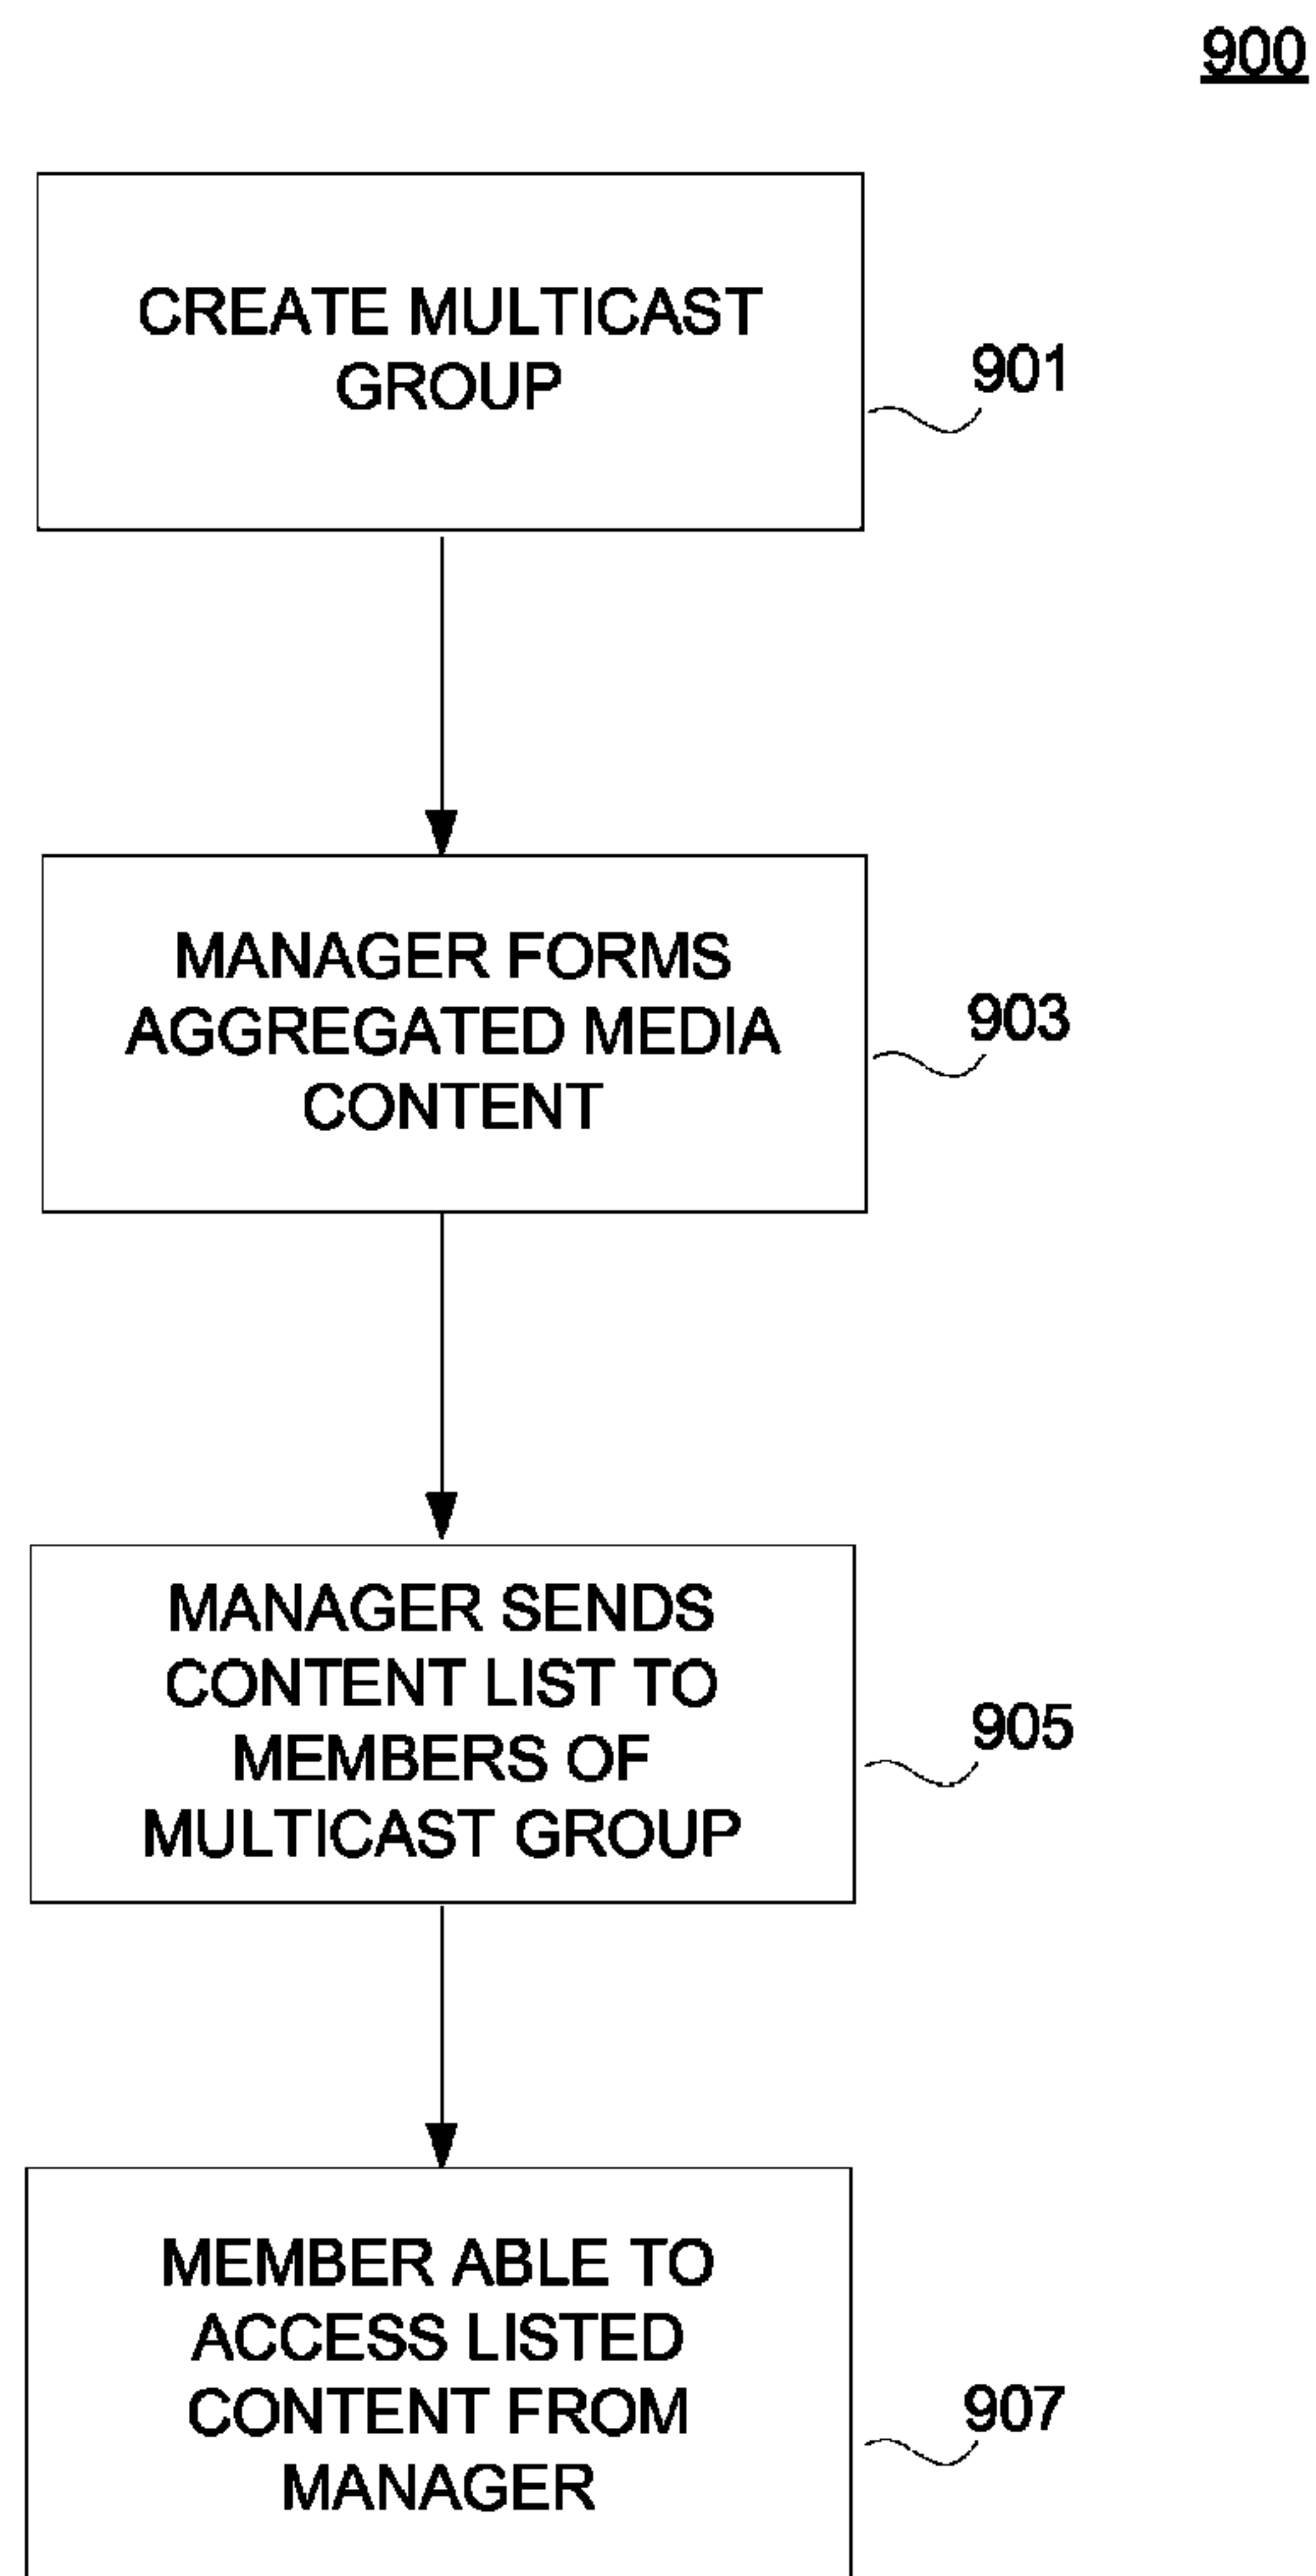 900
CREATE MULTICAST
GROUP
901
MANAGER FORMS
AGGREGATED MEDIA
CONTENT
903
MANAGER SENDS
CONTENT LIST TO
MEMBERS OF
MULTICAST GROUP
905
MEMBER ABLE TO
ACCESS LISTED
CONTENT FROM
MANAGER
907